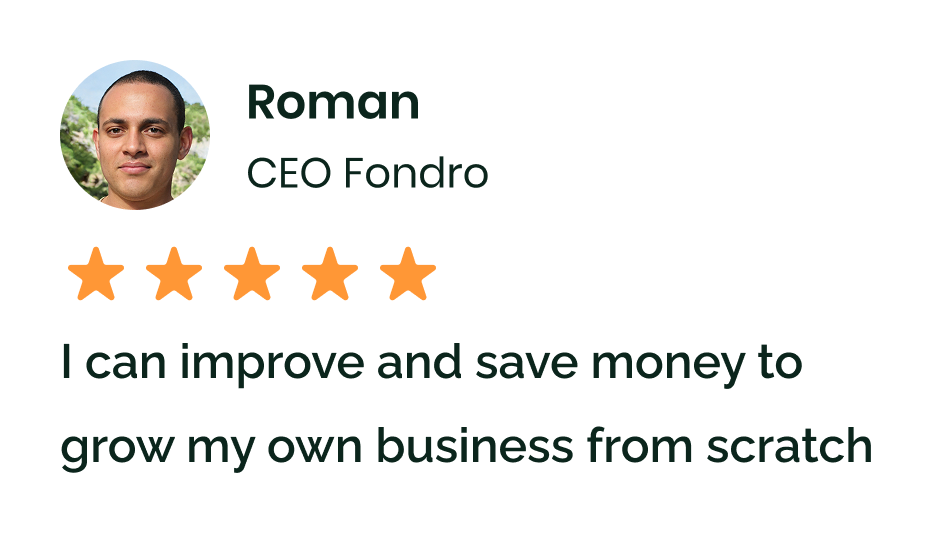 Roman
CEO Fondro
I can improve and save money to
grow my own business from scratch